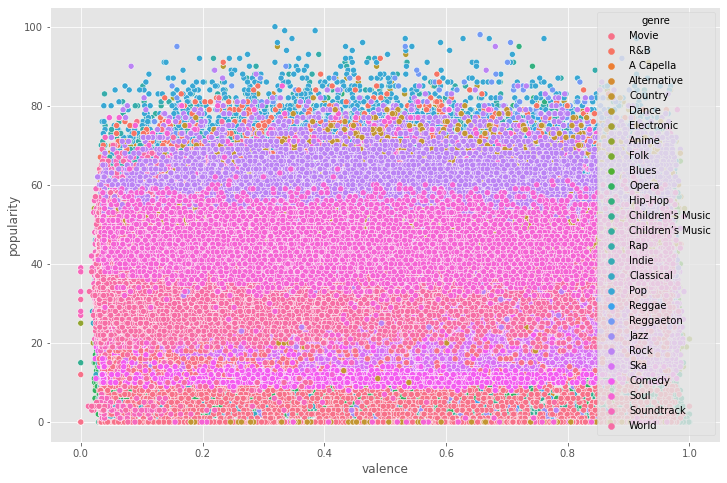 genre
Movie
R&B
A Capella
Alternative
Country
Dance
Electronic
Anime
Folk
Blues
Opera
Hip-Hop
Children's Music
Children’s Music
Rap
Indie
Classical
Pop
Reggae
Reggaeton
Jazz
Rock
Ska
Comedy
Soul
Soundtrack
World
popularity
100
80
60
40
20
0
0.0 0.2 0.4 0.6 0.8 1.0
valence